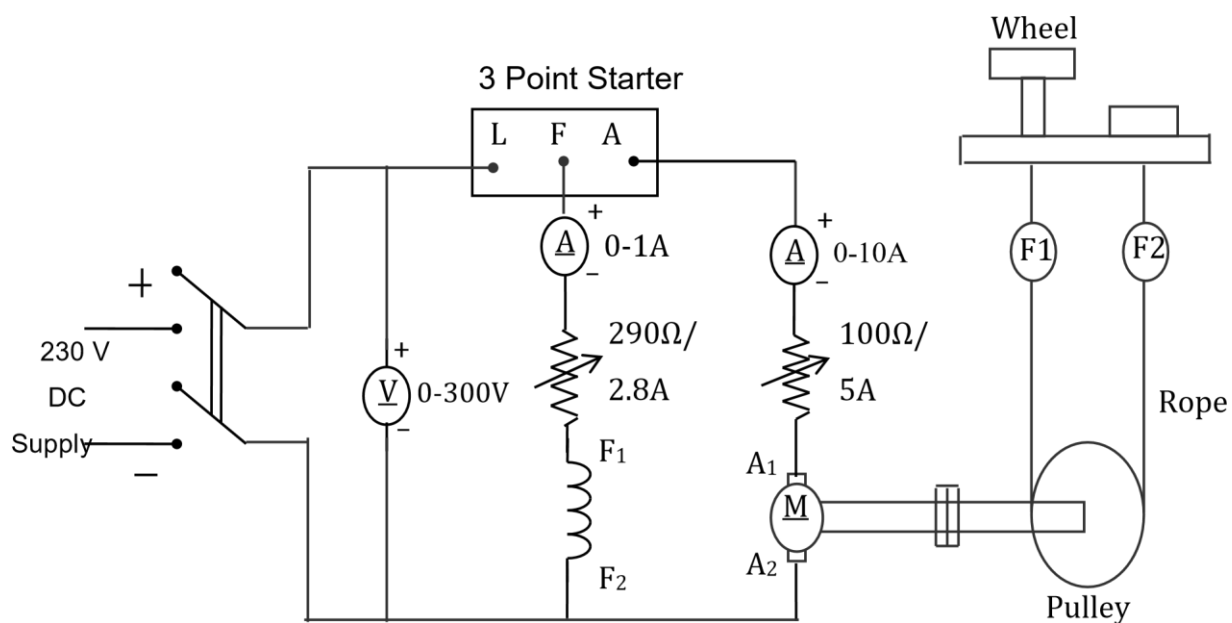 Wheel
3 Point Starter
L F A
+
A 0-1A
−
+
A 0-10A
−
F1
F2
+
230 V
DC
Supply
−
+
V 0-300V
−
290Ω/
2.8A
100Ω/
5A
Rope
F₁
F₂
A₁
M
A₂
Pulley